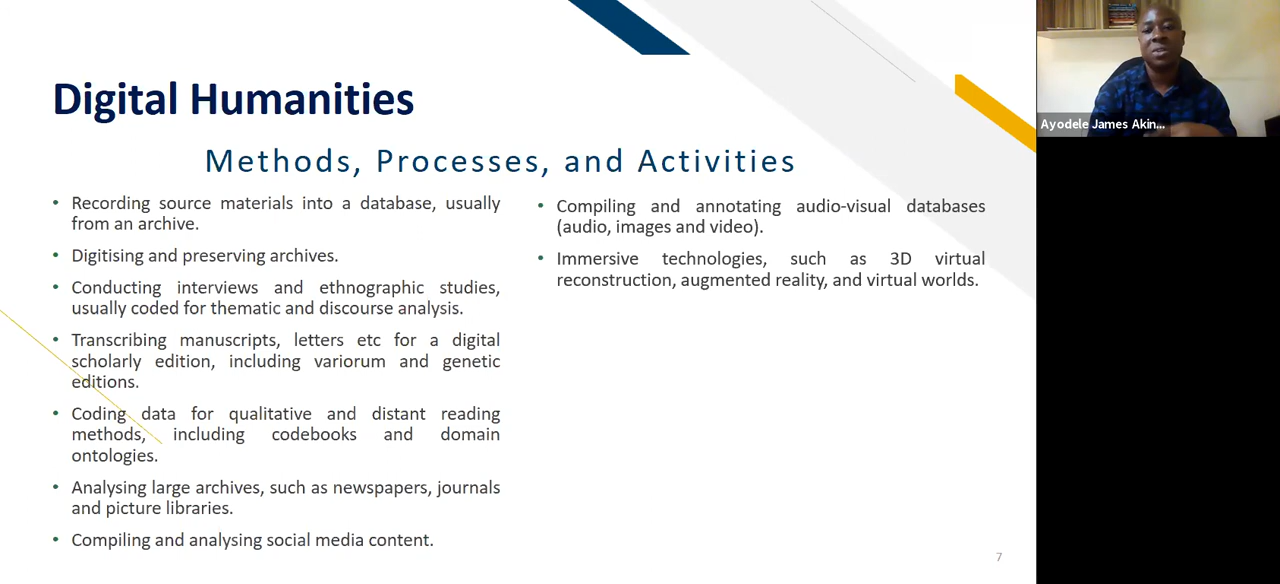 Digital Humanities
Methods, Processes, and Activities
• Recording source materials into a database, usually
from an archive.
• Digitising and preserving archives.
• Conducting interviews and ethnographic studies,
usually coded for thematic and discourse analysis.
• Transcribing manuscripts, letters etc for a digital
scholarly edition, including variorum and genetic
editions.
• Coding data for qualitative and distant reading
methods, including codebooks and domain
ontologies.
• Analysing large archives, such as newspapers, journals
and picture libraries.
• Compiling and analysing social media content.
• Compiling and annotating audio-visual databases
(audio, images and video).
• Immersive technologies, such as 3D virtual
reconstruction, augmented reality, and virtual worlds.
7
Ayodele James Akin...